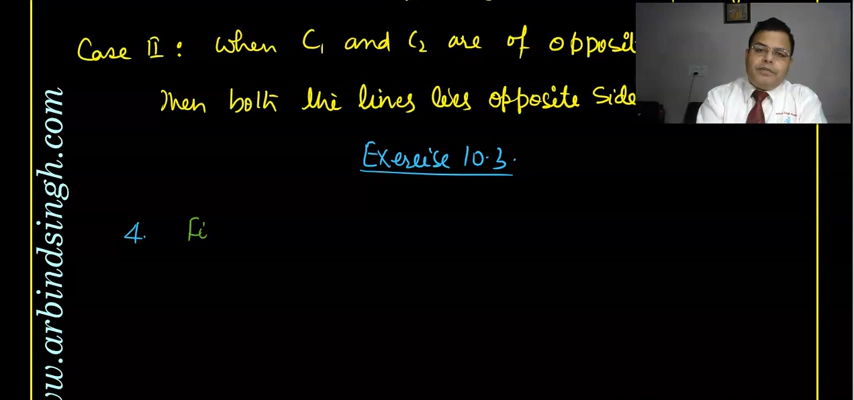 Case II : When C₁ and C₂ are of opposit
Then both the lines lies opposite side
Exercise 10.3.
4. Fi
ww.arbindsingh.com